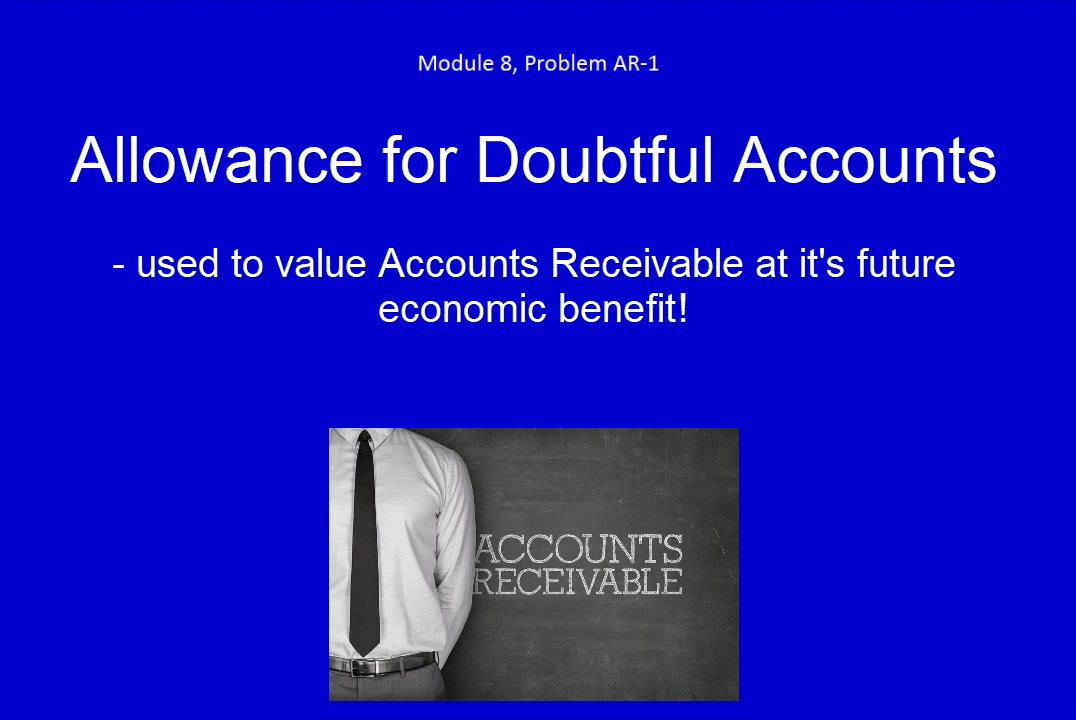 Module 8, Problem AR-1
Allowance for Doubtful Accounts
- used to value Accounts Receivable at it's future
economic benefit!
ACCOUNTS
RECEIVABLE